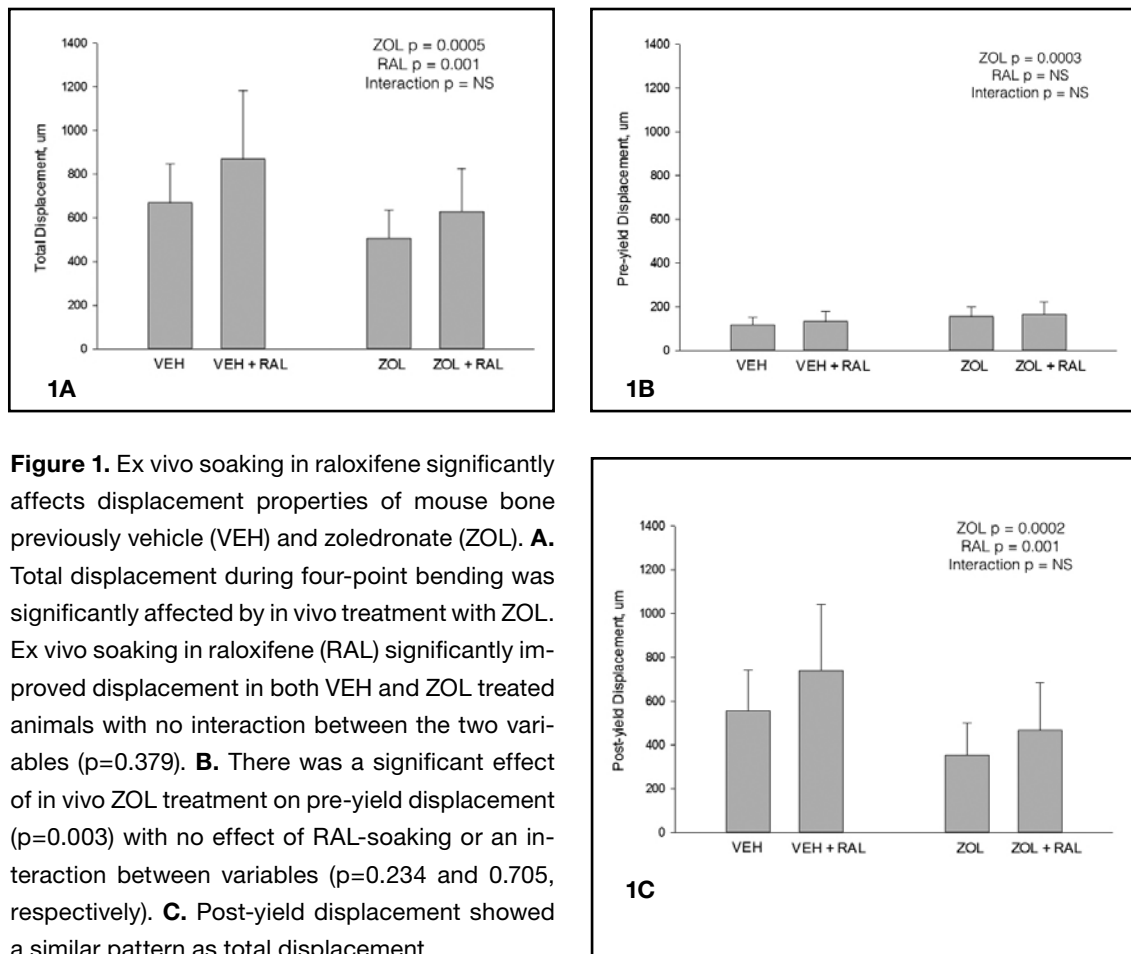 1400
1200
1000
800
600
400
200
0
Total Displacement, um
ZOL p = 0.0005
RAL p = 0.001
Interaction p = NS
VEH VEH + RAL ZOL ZOL + RAL
1A
1400
1200
1000
800
600
400
200
0
Pre-yield Displacement, um
ZOL p = 0.0003
RAL p = NS
Interaction p = NS
VEH VEH + RAL ZOL ZOL + RAL
1B
Figure 1. Ex vivo soaking in raloxifene significantly
affects displacement properties of mouse bone
previously vehicle (VEH) and zoledronate (ZOL). A.
Total displacement during four-point bending was
significantly affected by in vivo treatment with ZOL.
Ex vivo soaking in raloxifene (RAL) significantly im-
proved displacement in both VEH and ZOL treated
animals with no interaction between the two vari-
ables (p=0.379). B. There was a significant effect
of in vivo ZOL treatment on pre-yield displacement
(p=0.003) with no effect of RAL-soaking or an in-
teraction between variables (p=0.234 and 0.705,
respectively). C. Post-yield displacement showed
a similar pattern as total displacement
1400
1200
1000
800
600
400
200
0
Post-yield Displacement, um
ZOL p = 0.0002
RAL p = 0.001
Interaction p = NS
VEH VEH + RAL ZOL ZOL + RAL
1C